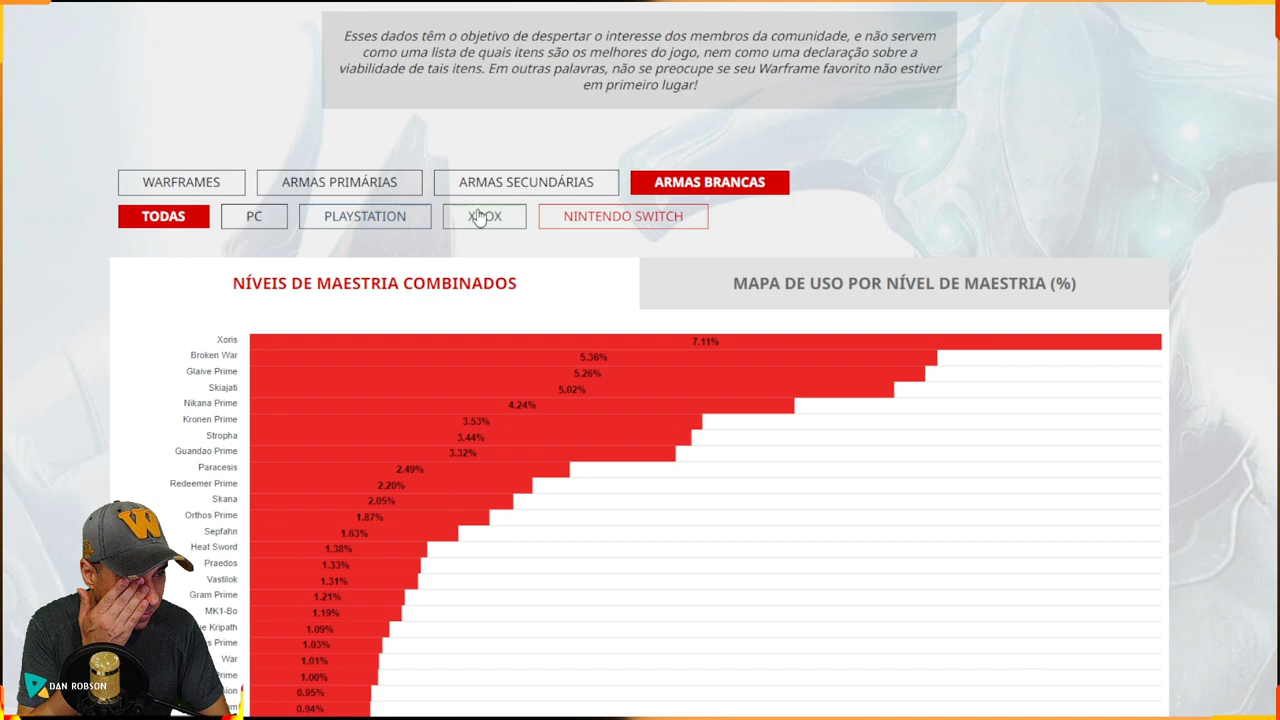 Esses dados têm o objetivo de despertar o interesse dos membros da comunidade, e não servem
como uma lista de quais itens são os melhores do jogo, nem como uma declaração sobre a
viabilidade de tais itens. Em outras palavras, não se preocupe se seu Warframe favorito não estiver
em primeiro lugar!
WARFRAMES ARMAS PRIMÁRIAS ARMAS SECUNDÁRIAS ARMAS BRANCAS
TODAS PC PLAYSTATION XBOX NINTENDO SWITCH
NÍVEIS DE MAESTRIA COMBINADOS MAPA DE USO POR NÍVEL DE MAESTRIA (%)
Xoris 7.11%
Broken War 5.36%
Glaive Prime 5.26%
Skiajati 5.02%
Nikana Prime 4.24%
Kronen Prime 3.53%
Stropha 3.44%
Guandao Prime 3.32%
Paracesis 2.49%
Redeemer Prime 2.20%
Skana 2.05%
Orthos Prime 1.87%
Sepfahn 1.63%
Heat Sword 1.38%
Praedos 1.33%
Vastilok 1.31%
Gram Prime 1.21%
MK1-Bo 1.19%
Kripath 1.09%
Prime 1.03%
War 1.01%
Prime 1.00%
0.95%
0.94%
W
DAN ROBSON